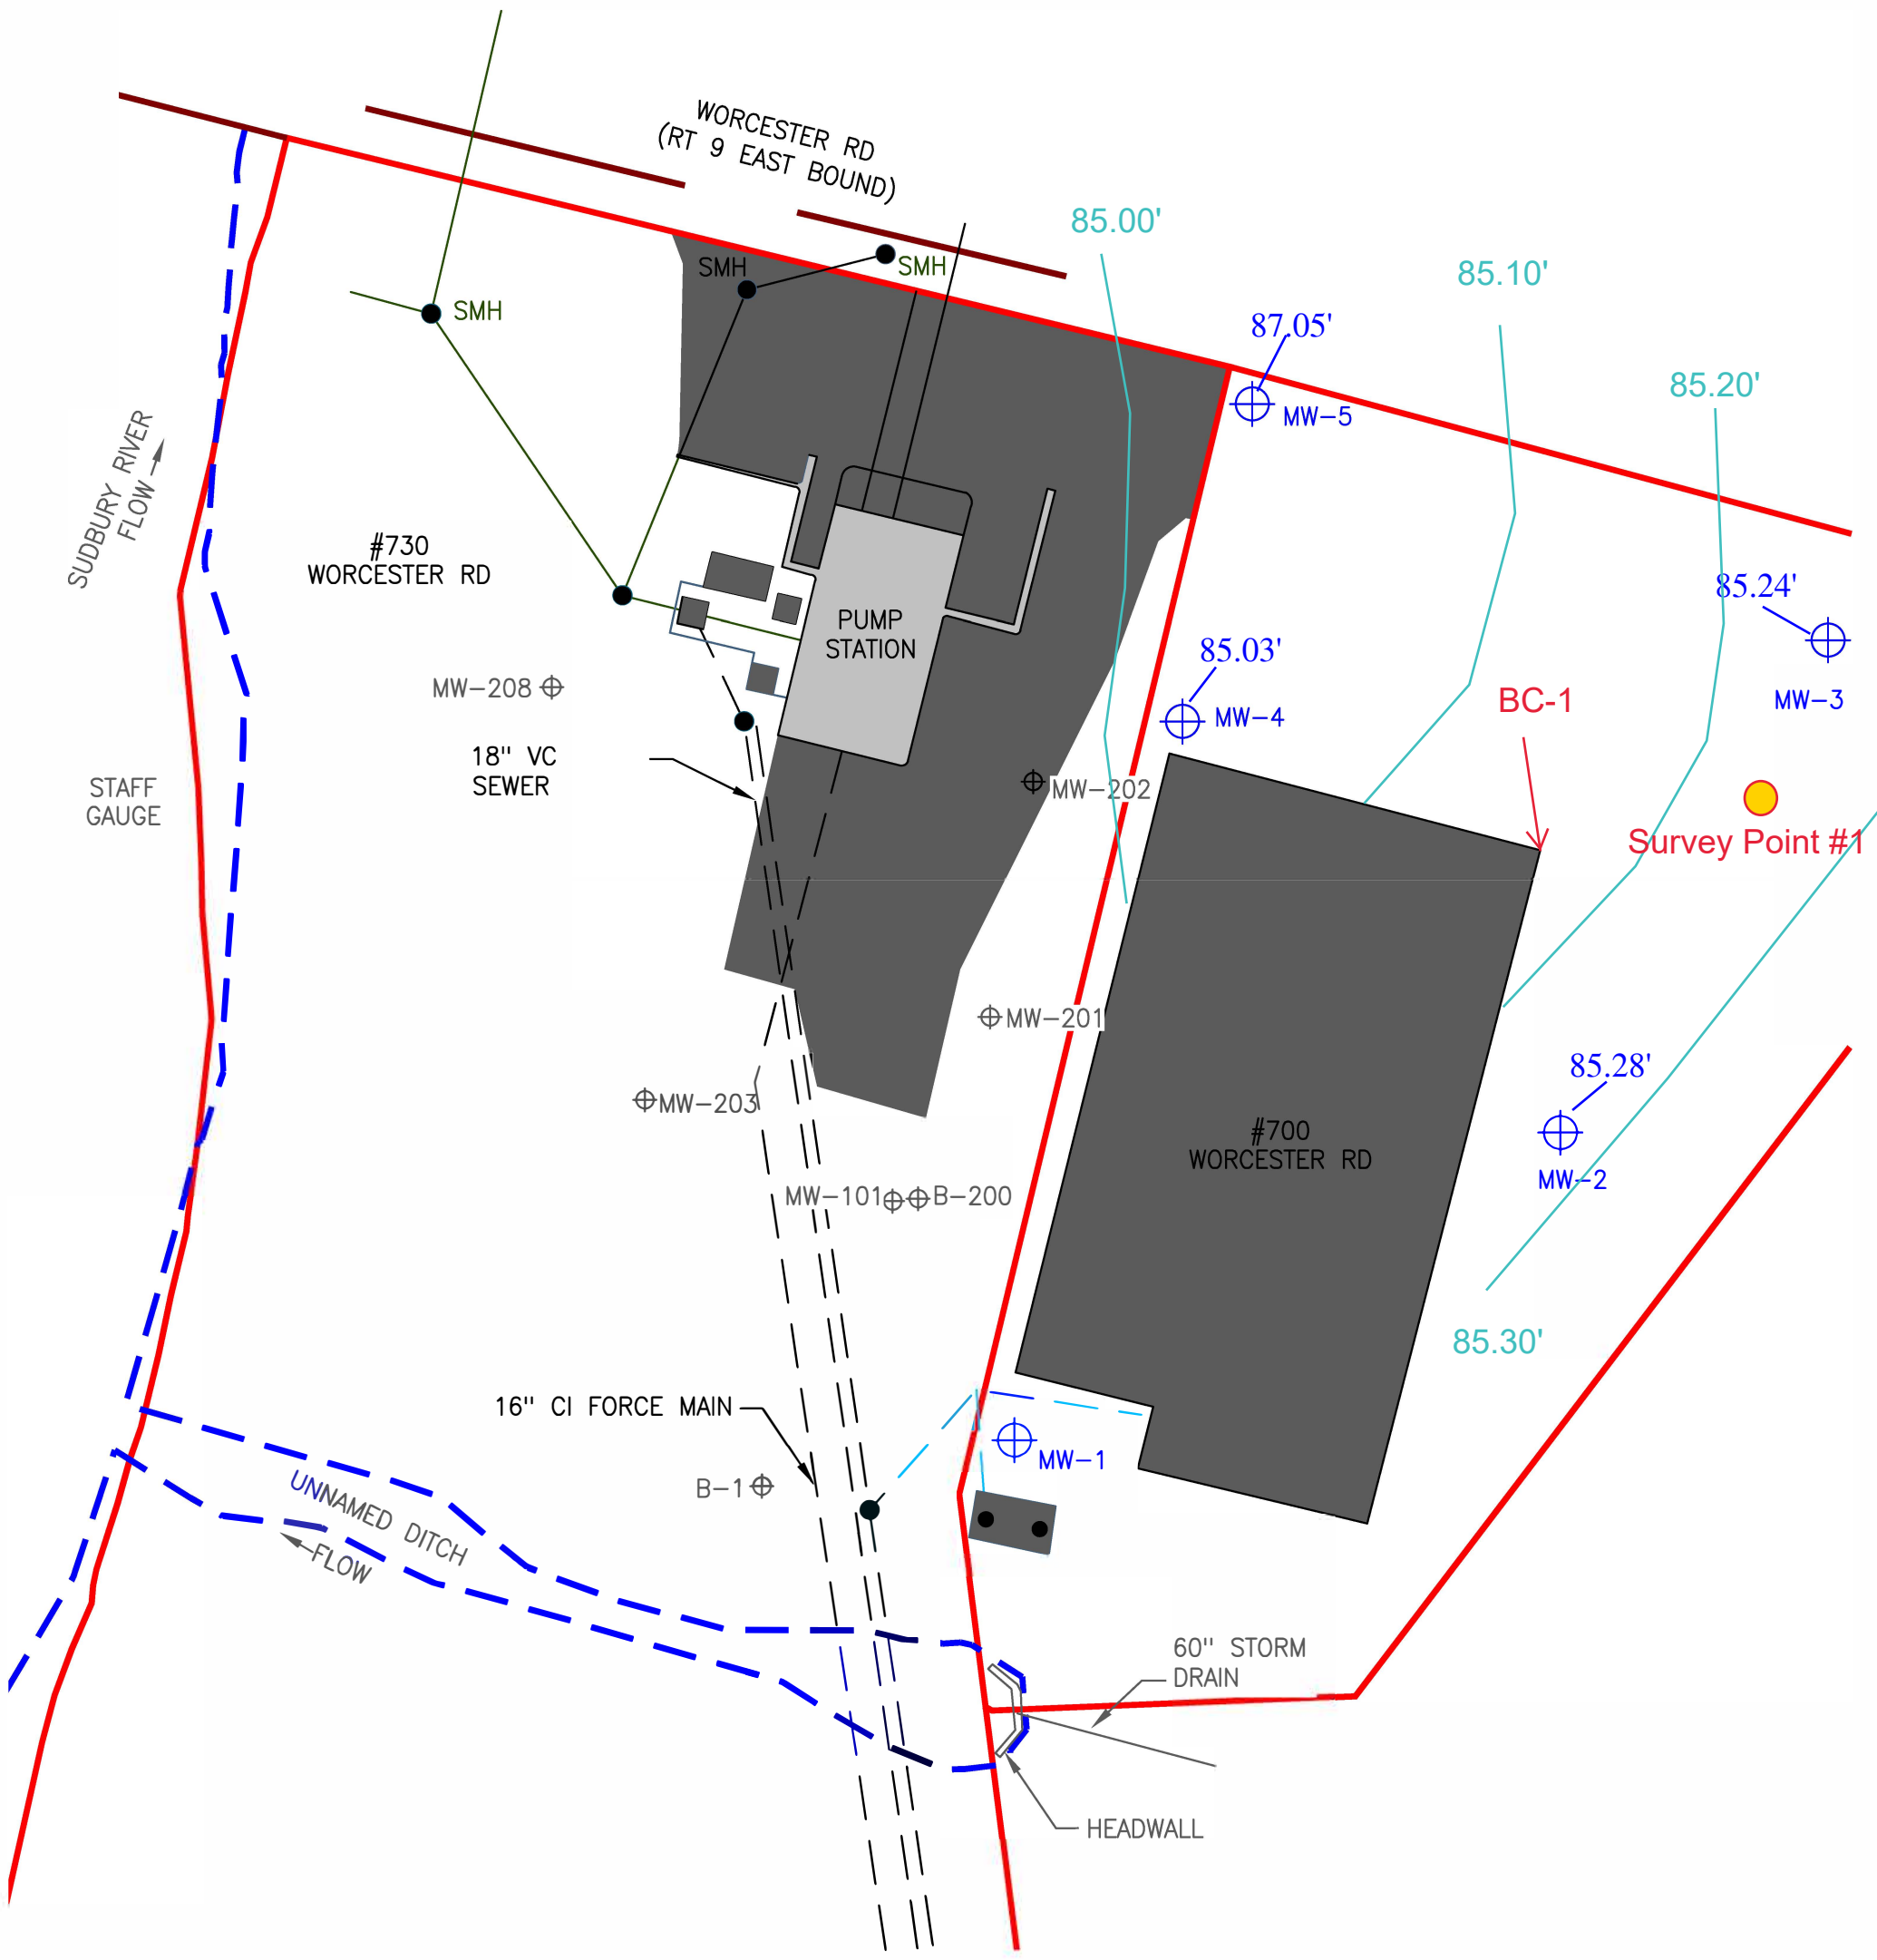 WORCESTER RD
(RT 9 EAST BOUND)
85.00'
85.10'
SMH
SMH
SMH
87.05'
MW-5
85.20'
SUDBURY RIVER
FLOW
#730
WORCESTER RD
PUMP
STATION
85.24'
MW-3
85.03'
MW-4
BC-1
MW-208
18" VC
SEWER
STAFF
GAUGE
MW-202
Survey Point #1
MW-201
MW-203
85.28'
MW-2
#700
WORCESTER RD
MW-101
B-200
85.30'
16" CI FORCE MAIN
MW-1
B-1
UNNAMED DITCH
FLOW
60" STORM
DRAIN
HEADWALL